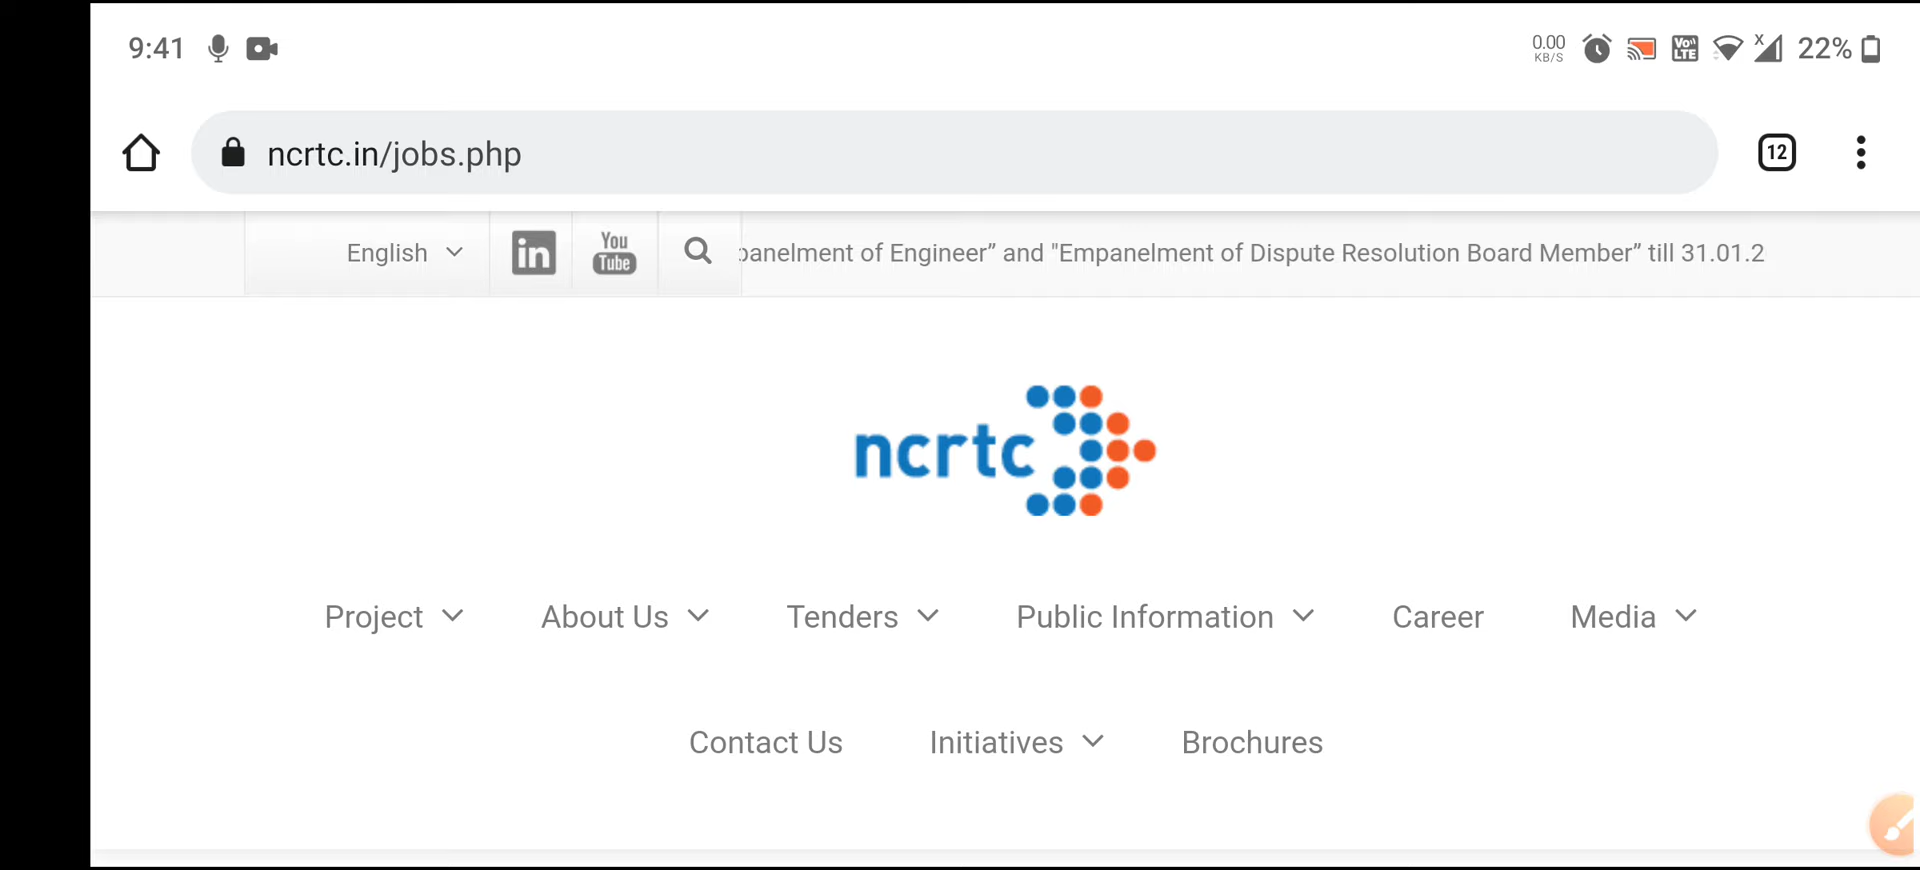 9:41
0.00 KB/S
Vo)) LTE
X
22%
ncrtc.in/jobs.php
12
English
in
You Tube
panelment of Engineer” and "Empanelment of Dispute Resolution Board Member” till 31.01.2
ncrtc
Project
About Us
Tenders
Public Information
Career
Media
Contact Us
Initiatives
Brochures